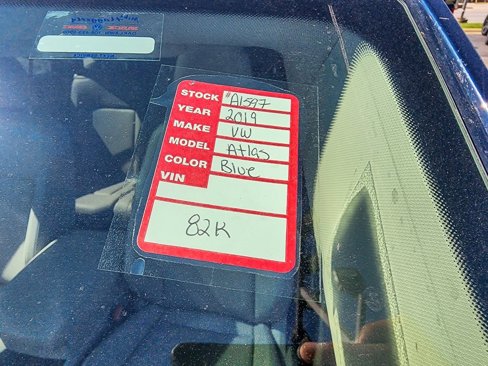 STOCK #A1597
YEAR 2019
MAKE VW
MODEL Atlas
COLOR Blue
VIN
82K